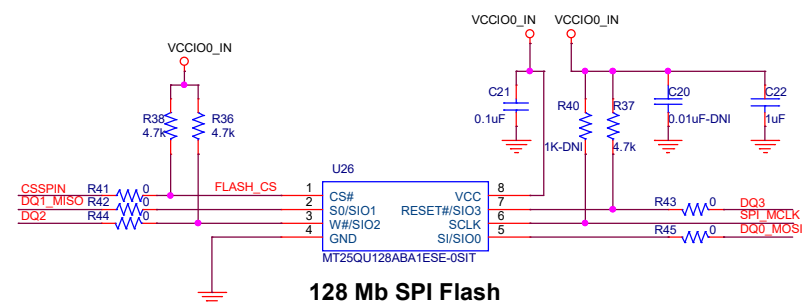 VCCIO0_IN VCCIO0_IN
VCCIO0_IN
C21 0.1uF
R40 1K-DNI
R37 4.7k
C20 0.01uF-DNI
C22 1uF
R38 4.7k
R36 4.7k
U26
CSSPIN R41 0 FLASH_CS 1 CS# VCC 8
DQ1_MISO R42 0 2 S0/SIO1 RESET#/SIO3 7 R43 0 DQ3
DQ2 R44 0 3 W#/SIO2 SCLK 6 SPI_MCLK
4 GND SI/SIO0 5 R45 0 DQ0_MOSI
MT25QU128ABA1ESE-0SIT
128 Mb SPI Flash